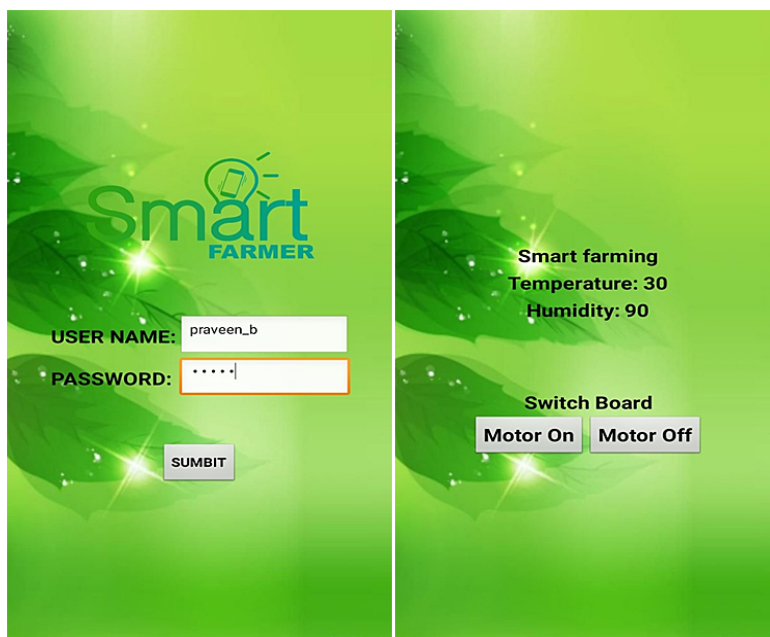 Smart
FARMER
USER NAME: praveen_b
PASSWORD: •••••
SUMBIT
Smart farming
Temperature: 30
Humidity: 90
Switch Board
Motor On Motor Off